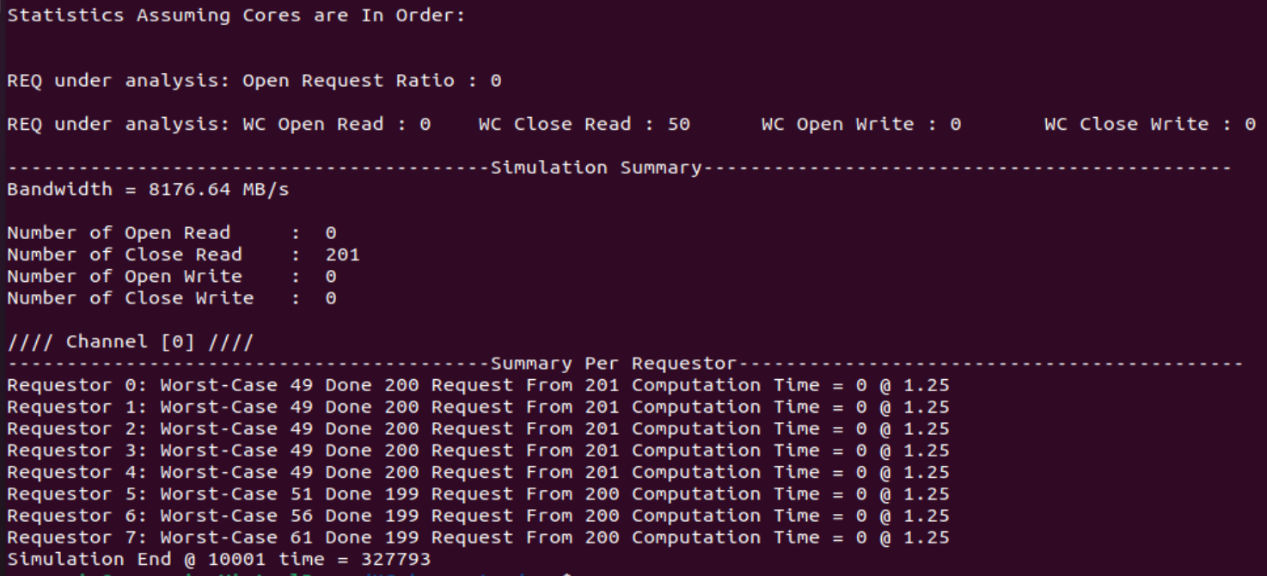 Statistics Assuming Cores are In Order:
REQ under analysis: Open Request Ratio : 0
REQ under analysis: WC Open Read : 0    WC Close Read : 50      WC Open Write : 0       WC Close Write : 0
-----------------------------------------Simulation Summary---------------------------------------------
Bandwidth = 8176.64 MB/s
Number of Open Read     :  0
Number of Close Read    :  201
Number of Open Write    :  0
Number of Close Write   :  0
//// Channel [0] ////
-----------------------------------------Summary Per Requestor-------------------------------------------
Requestor 0: Worst-Case 49 Done 200 Request From 201 Computation Time = 0 @ 1.25
Requestor 1: Worst-Case 49 Done 200 Request From 201 Computation Time = 0 @ 1.25
Requestor 2: Worst-Case 49 Done 200 Request From 201 Computation Time = 0 @ 1.25
Requestor 3: Worst-Case 49 Done 200 Request From 201 Computation Time = 0 @ 1.25
Requestor 4: Worst-Case 49 Done 200 Request From 201 Computation Time = 0 @ 1.25
Requestor 5: Worst-Case 51 Done 199 Request From 200 Computation Time = 0 @ 1.25
Requestor 6: Worst-Case 56 Done 199 Request From 200 Computation Time = 0 @ 1.25
Requestor 7: Worst-Case 61 Done 199 Request From 200 Computation Time = 0 @ 1.25
Simulation End @ 10001 time = 327793